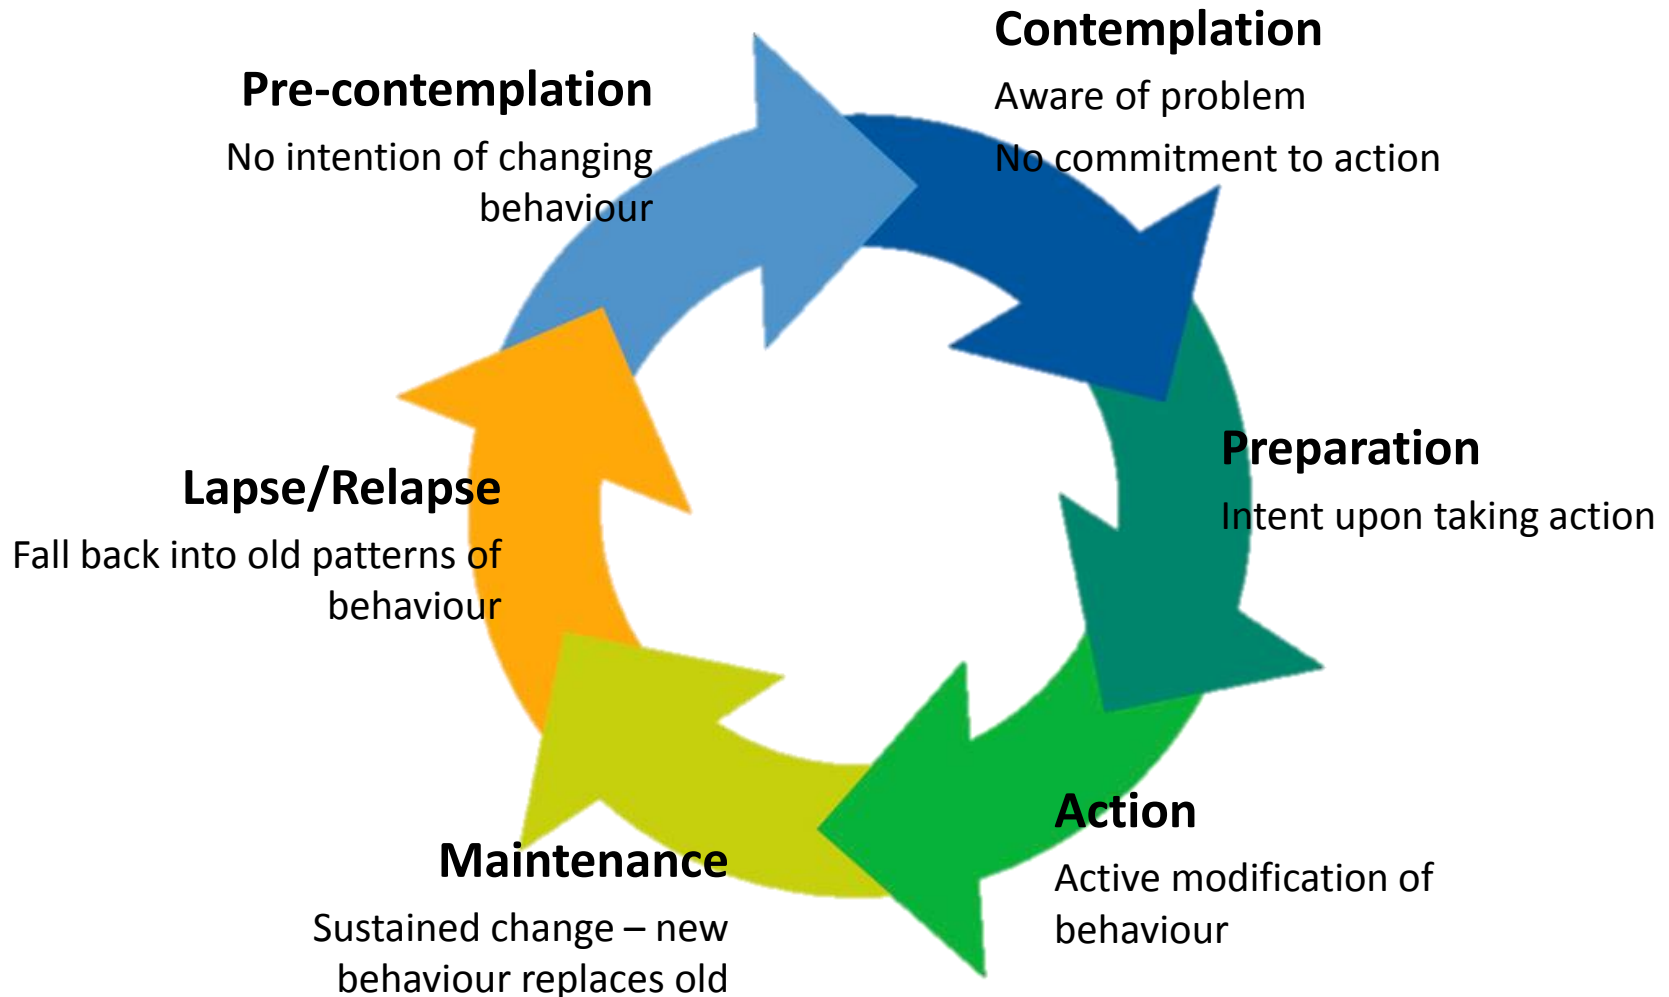 Contemplation
Aware of problem
No commitment to action
Pre-contemplation
No intention of changing
behaviour
Preparation
Intent upon taking action
Lapse/Relapse
Fall back into old patterns of
behaviour
Action
Active modification of
behaviour
Maintenance
Sustained change – new
behaviour replaces old